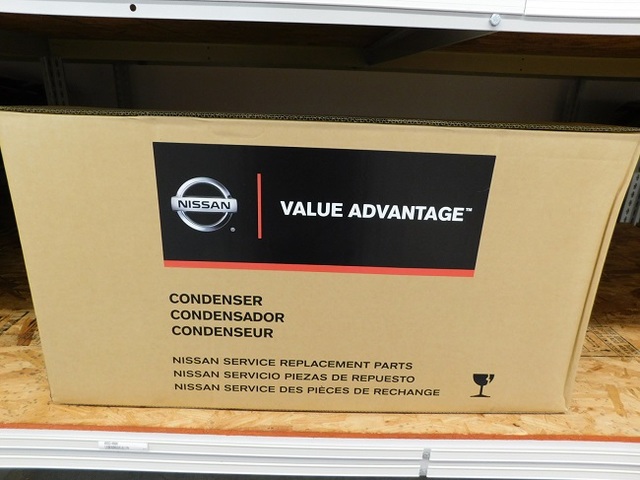 NISSAN
VALUE ADVANTAGE™
CONDENSER
CONDENSADOR
CONDENSEUR
NISSAN SERVICE REPLACEMENT PARTS
NISSAN SERVICIO PIEZAS DE REPUESTO
NISSAN SERVICE DES PIÈCES DE RECHANGE